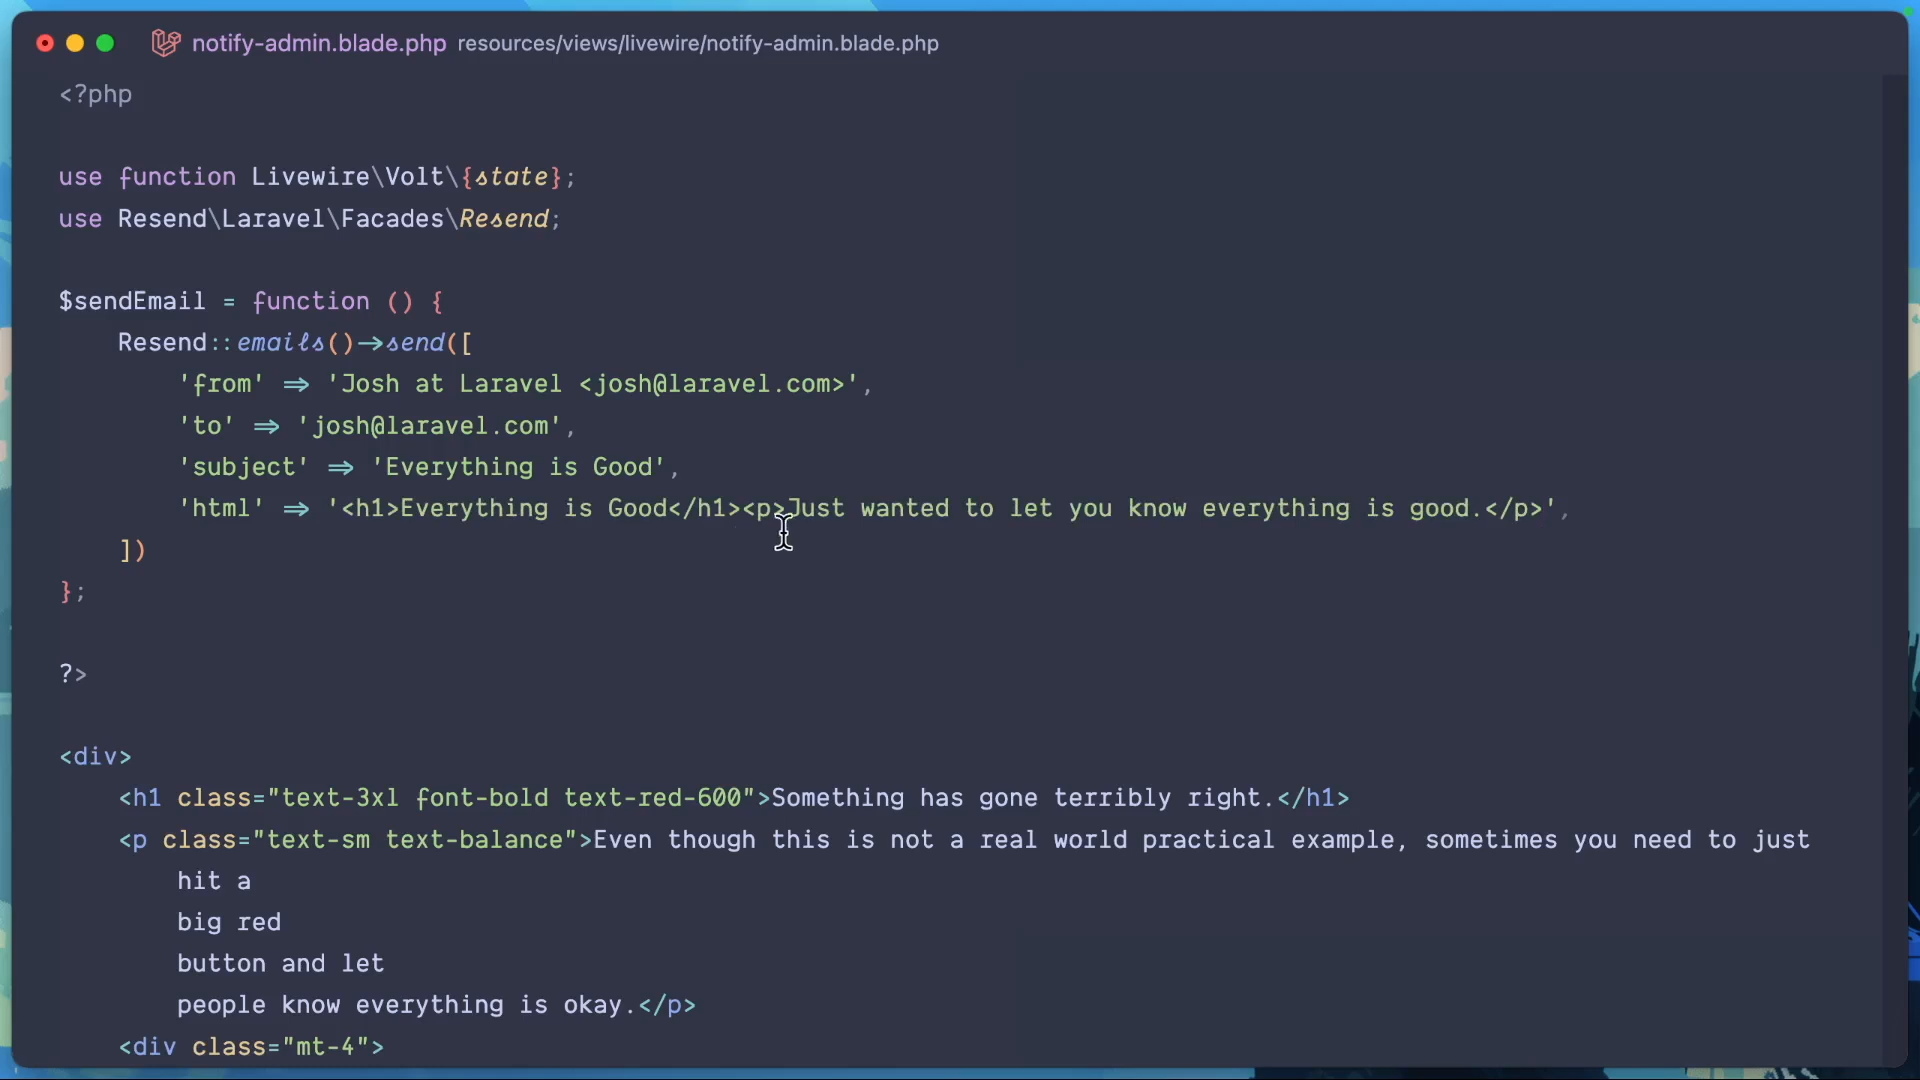 notify-admin.blade.php resources/views/livewire/notify-admin.blade.php
<?php
use function Livewire\Volt\{state};
use Resend\Laravel\Facades\Resend;
$sendEmail = function () {
    Resend::emails()->send([
        'from' => 'Josh at Laravel <josh@laravel.com>',
        'to' => 'josh@laravel.com',
        'subject' => 'Everything is Good',
        'html' => '<h1>Everything is Good</h1><p>Just wanted to let you know everything is good.</p>',
    ])
};
?>
<div>
    <h1 class="text-3xl font-bold text-red-600">Something has gone terribly right.</h1>
    <p class="text-sm text-balance">Even though this is not a real world practical example, sometimes you need to just
        hit a
        big red
        button and let
        people know everything is okay.</p>
    <div class="mt-4">